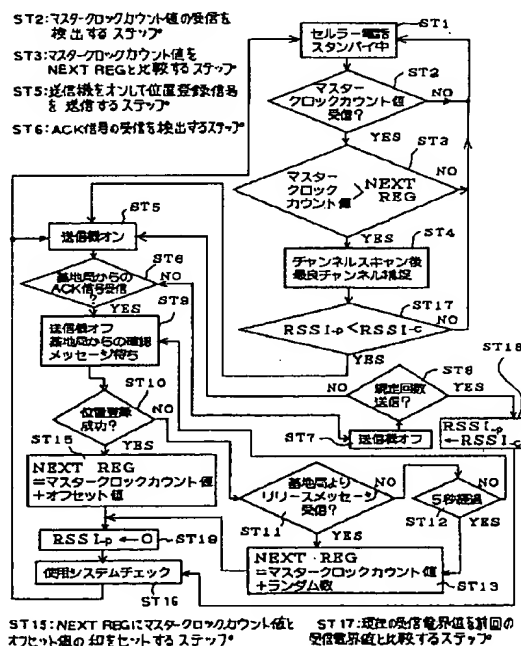 ST2:マスタークロックカウント値の受信を
検出するステップ
ST3:マスタークロックカウント値を
NEXT REGと比較するステップ
ST5:送信機をオンして位置登録信号
を送信するステップ
ST6:ACK信号の受信を検出するステップ
ST1
セルラー電話
スタンバイ中
ST2
マスター
クロックカウント値
受信?
NO
YES
ST3
マスター
クロック
カウント値
>
NEXT
REG
NO
YES
ST4
チャンネルスキャン後
最良チャンネル捕捉
ST17
RSSI-P<RSSI-C
NO
YES
ST5
送信機オン
ST6
基地局からの
ACK信号受信
?
NO
YES
ST9
送信機オフ
基地局からの確認
メッセージ待ち
ST8
規定回数
送信?
NO
YES
ST7
送信機オフ
ST18
RSSI-P
←RSSI-C
ST10
位置登録
成功?
NO
YES
ST15
NEXT REG
=マスタークロックカウント値
+オフセット値
ST11
基地局より
リリースメッセージ
受信?
NO
YES
ST12
5秒経過
NO
YES
ST13
NEXT REG
=マスタークロックカウント値
+ランダム数
RSSI-P ← 0
ST19
使用システムチェック
ST16
ST15:NEXT REGにマスタークロックカウント値と
オフセット値の和をセットするステップ
ST17:現在の受信電界値を前回の
受信電界値と比較するステップ